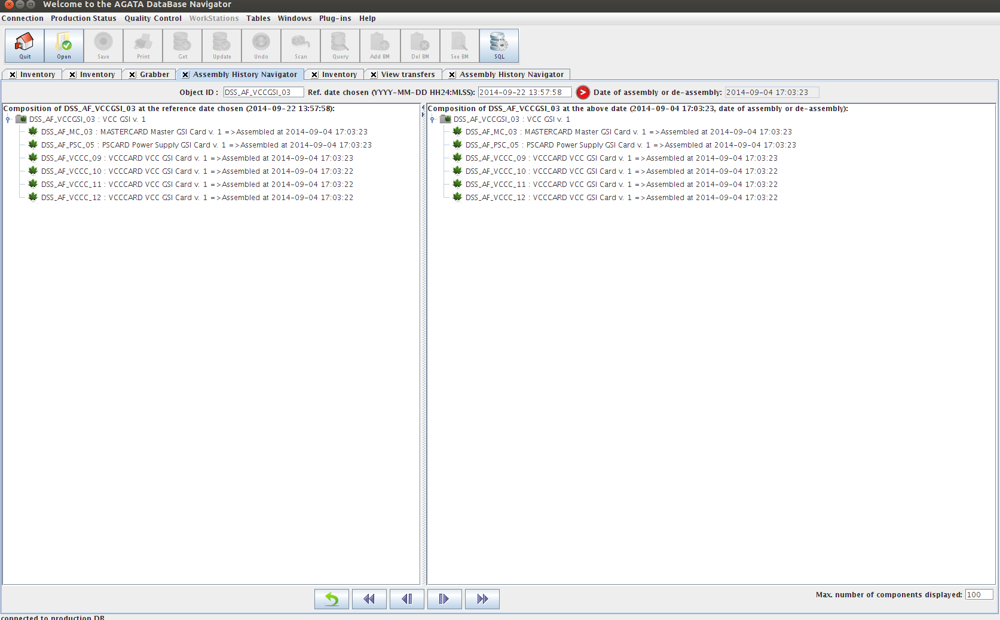 Welcome to the AGATA DataBase Navigator
Connection Production Status Quality Control WorkStations Tables Windows Plug-ins Help
Quit Open Save Print Get Update Undo Scan Query Add BM Del BM See BM SQL
Inventory Inventory Grabber Assembly History Navigator Inventory View transfers Assembly History Navigator
Object ID : DSS_AF_VCCGSI_03 Ref. date chosen (YYYY-MM-DD HH24:MI.SS): 2014-09-22 13:57:58 Date of assembly or de-assembly: 2014-09-04 17:03:23
Composition of DSS_AF_VCCGSI_03 at the reference date chosen (2014-09-22 13:57:58):
DSS_AF_VCCGSI_03 : VCC GSI v. 1
DSS_AF_MC_03 : MASTERCARD Master GSI Card v. 1 =>Assembled at 2014-09-04 17:03:23
DSS_AF_PSC_05 : PSCARD Power Supply GSI Card v. 1 =>Assembled at 2014-09-04 17:03:23
DSS_AF_VCCC_09 : VCCCARD VCC GSI Card v. 1 =>Assembled at 2014-09-04 17:03:23
DSS_AF_VCCC_10 : VCCCARD VCC GSI Card v. 1 =>Assembled at 2014-09-04 17:03:22
DSS_AF_VCCC_11 : VCCCARD VCC GSI Card v. 1 =>Assembled at 2014-09-04 17:03:22
DSS_AF_VCCC_12 : VCCCARD VCC GSI Card v. 1 =>Assembled at 2014-09-04 17:03:22
Composition of DSS_AF_VCCGSI_03 at the above date (2014-09-04 17:03:23, date of assembly or de-assembly):
DSS_AF_VCCGSI_03 : VCC GSI v. 1
DSS_AF_MC_03 : MASTERCARD Master GSI Card v. 1 =>Assembled at 2014-09-04 17:03:23
DSS_AF_PSC_05 : PSCARD Power Supply GSI Card v. 1 =>Assembled at 2014-09-04 17:03:23
DSS_AF_VCCC_09 : VCCCARD VCC GSI Card v. 1 =>Assembled at 2014-09-04 17:03:23
DSS_AF_VCCC_10 : VCCCARD VCC GSI Card v. 1 =>Assembled at 2014-09-04 17:03:22
DSS_AF_VCCC_11 : VCCCARD VCC GSI Card v. 1 =>Assembled at 2014-09-04 17:03:22
DSS_AF_VCCC_12 : VCCCARD VCC GSI Card v. 1 =>Assembled at 2014-09-04 17:03:22
Max. number of components displayed: 100
connected to production DB